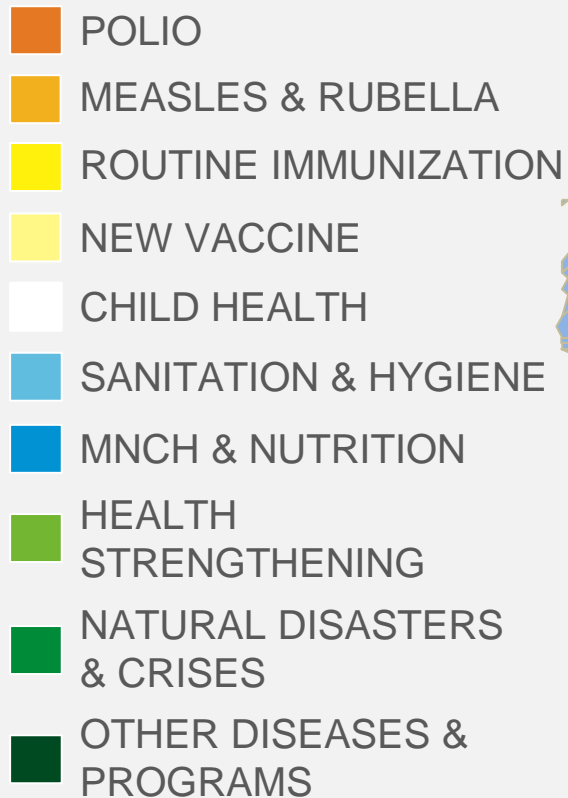 POLIO
MEASLES & RUBELLA
ROUTINE IMMUNIZATION
NEW VACCINE
CHILD HEALTH
SANITATION & HYGIENE
MNCH & NUTRITION
HEALTH
STRENGTHENING
NATURAL DISASTERS
& CRISES
OTHER DISEASES &
PROGRAMS